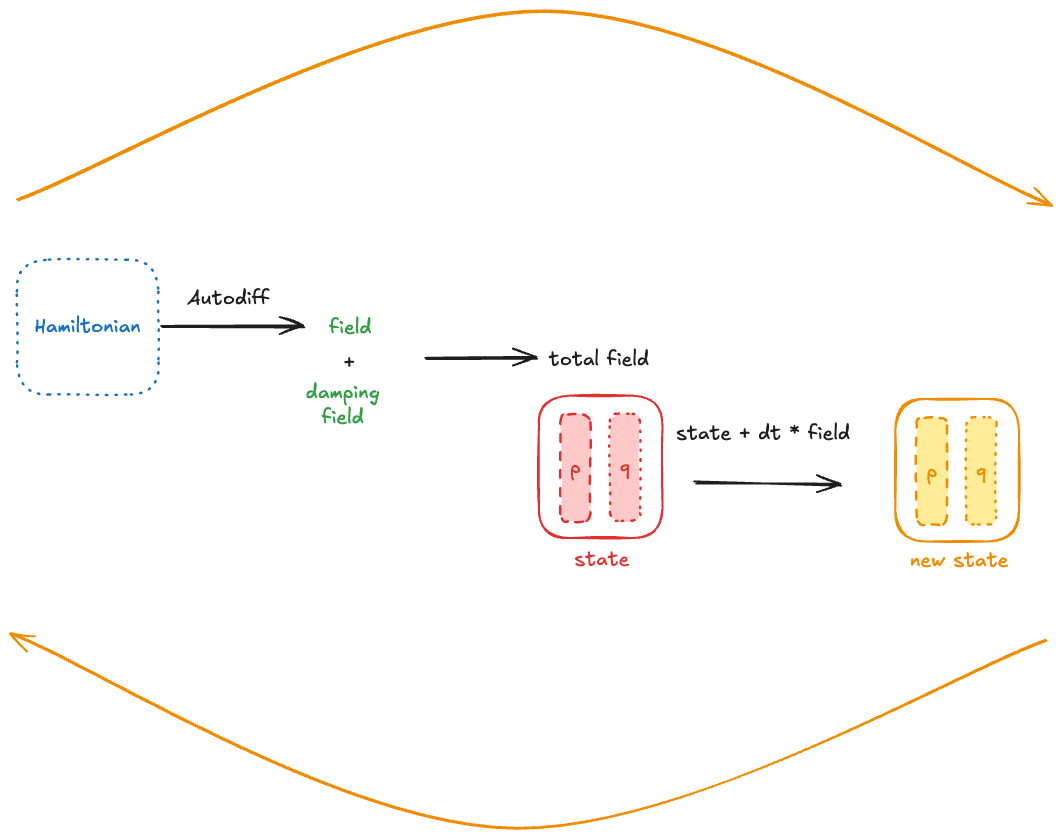 Autodiff
Hamiltonian
field
+
damping
field
total field
p
q
state
state + dt * field
p
q
new state